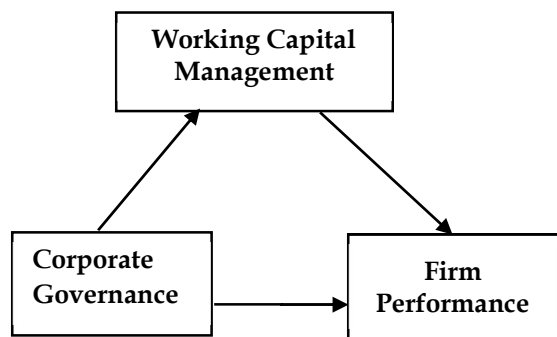 Working Capital
Management
Corporate
Governance
Firm
Performance